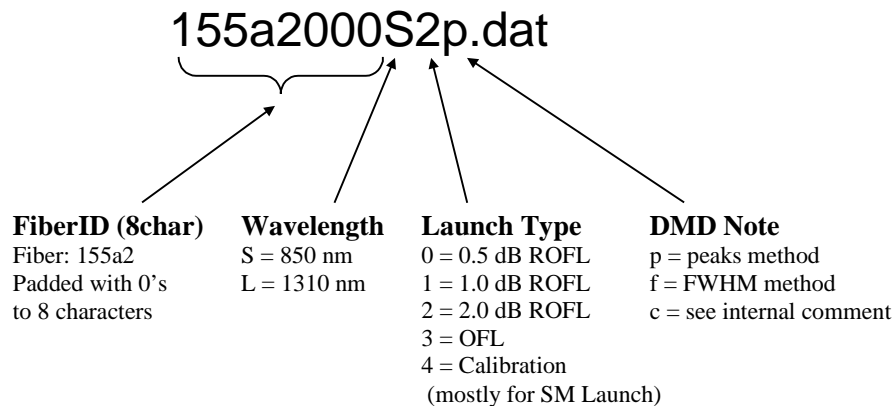 155a2000S2p.dat
FiberID (8char)
Fiber: 155a2
Padded with 0's
to 8 characters
Wavelength
S = 850 nm
L = 1310 nm
Launch Type
0 = 0.5 dB ROFL
1 = 1.0 dB ROFL
2 = 2.0 dB ROFL
3 = OFL
4 = Calibration
(mostly for SM Launch)
DMD Note
p = peaks method
f = FWHM method
c = see internal comment